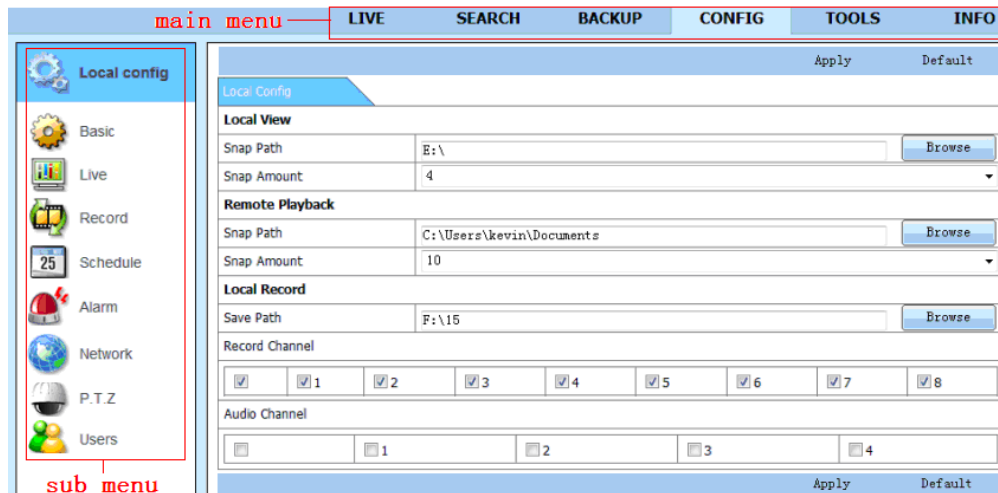 main menu LIVE SEARCH BACKUP CONFIG TOOLS INFO
Local config
Basic
Live
Record
25 Schedule
Alarm
Network
P.T.Z
Users
sub menu
Apply Default
Local Config
Local View
Snap Path E:\ Browse
Snap Amount 4
Remote Playback
Snap Path C:\Users\kevin\Documents Browse
Snap Amount 10
Local Record
Save Path F:\15 Browse
Record Channel
1 2 3 4 5 6 7 8
Audio Channel
1 2 3 4
Apply Default